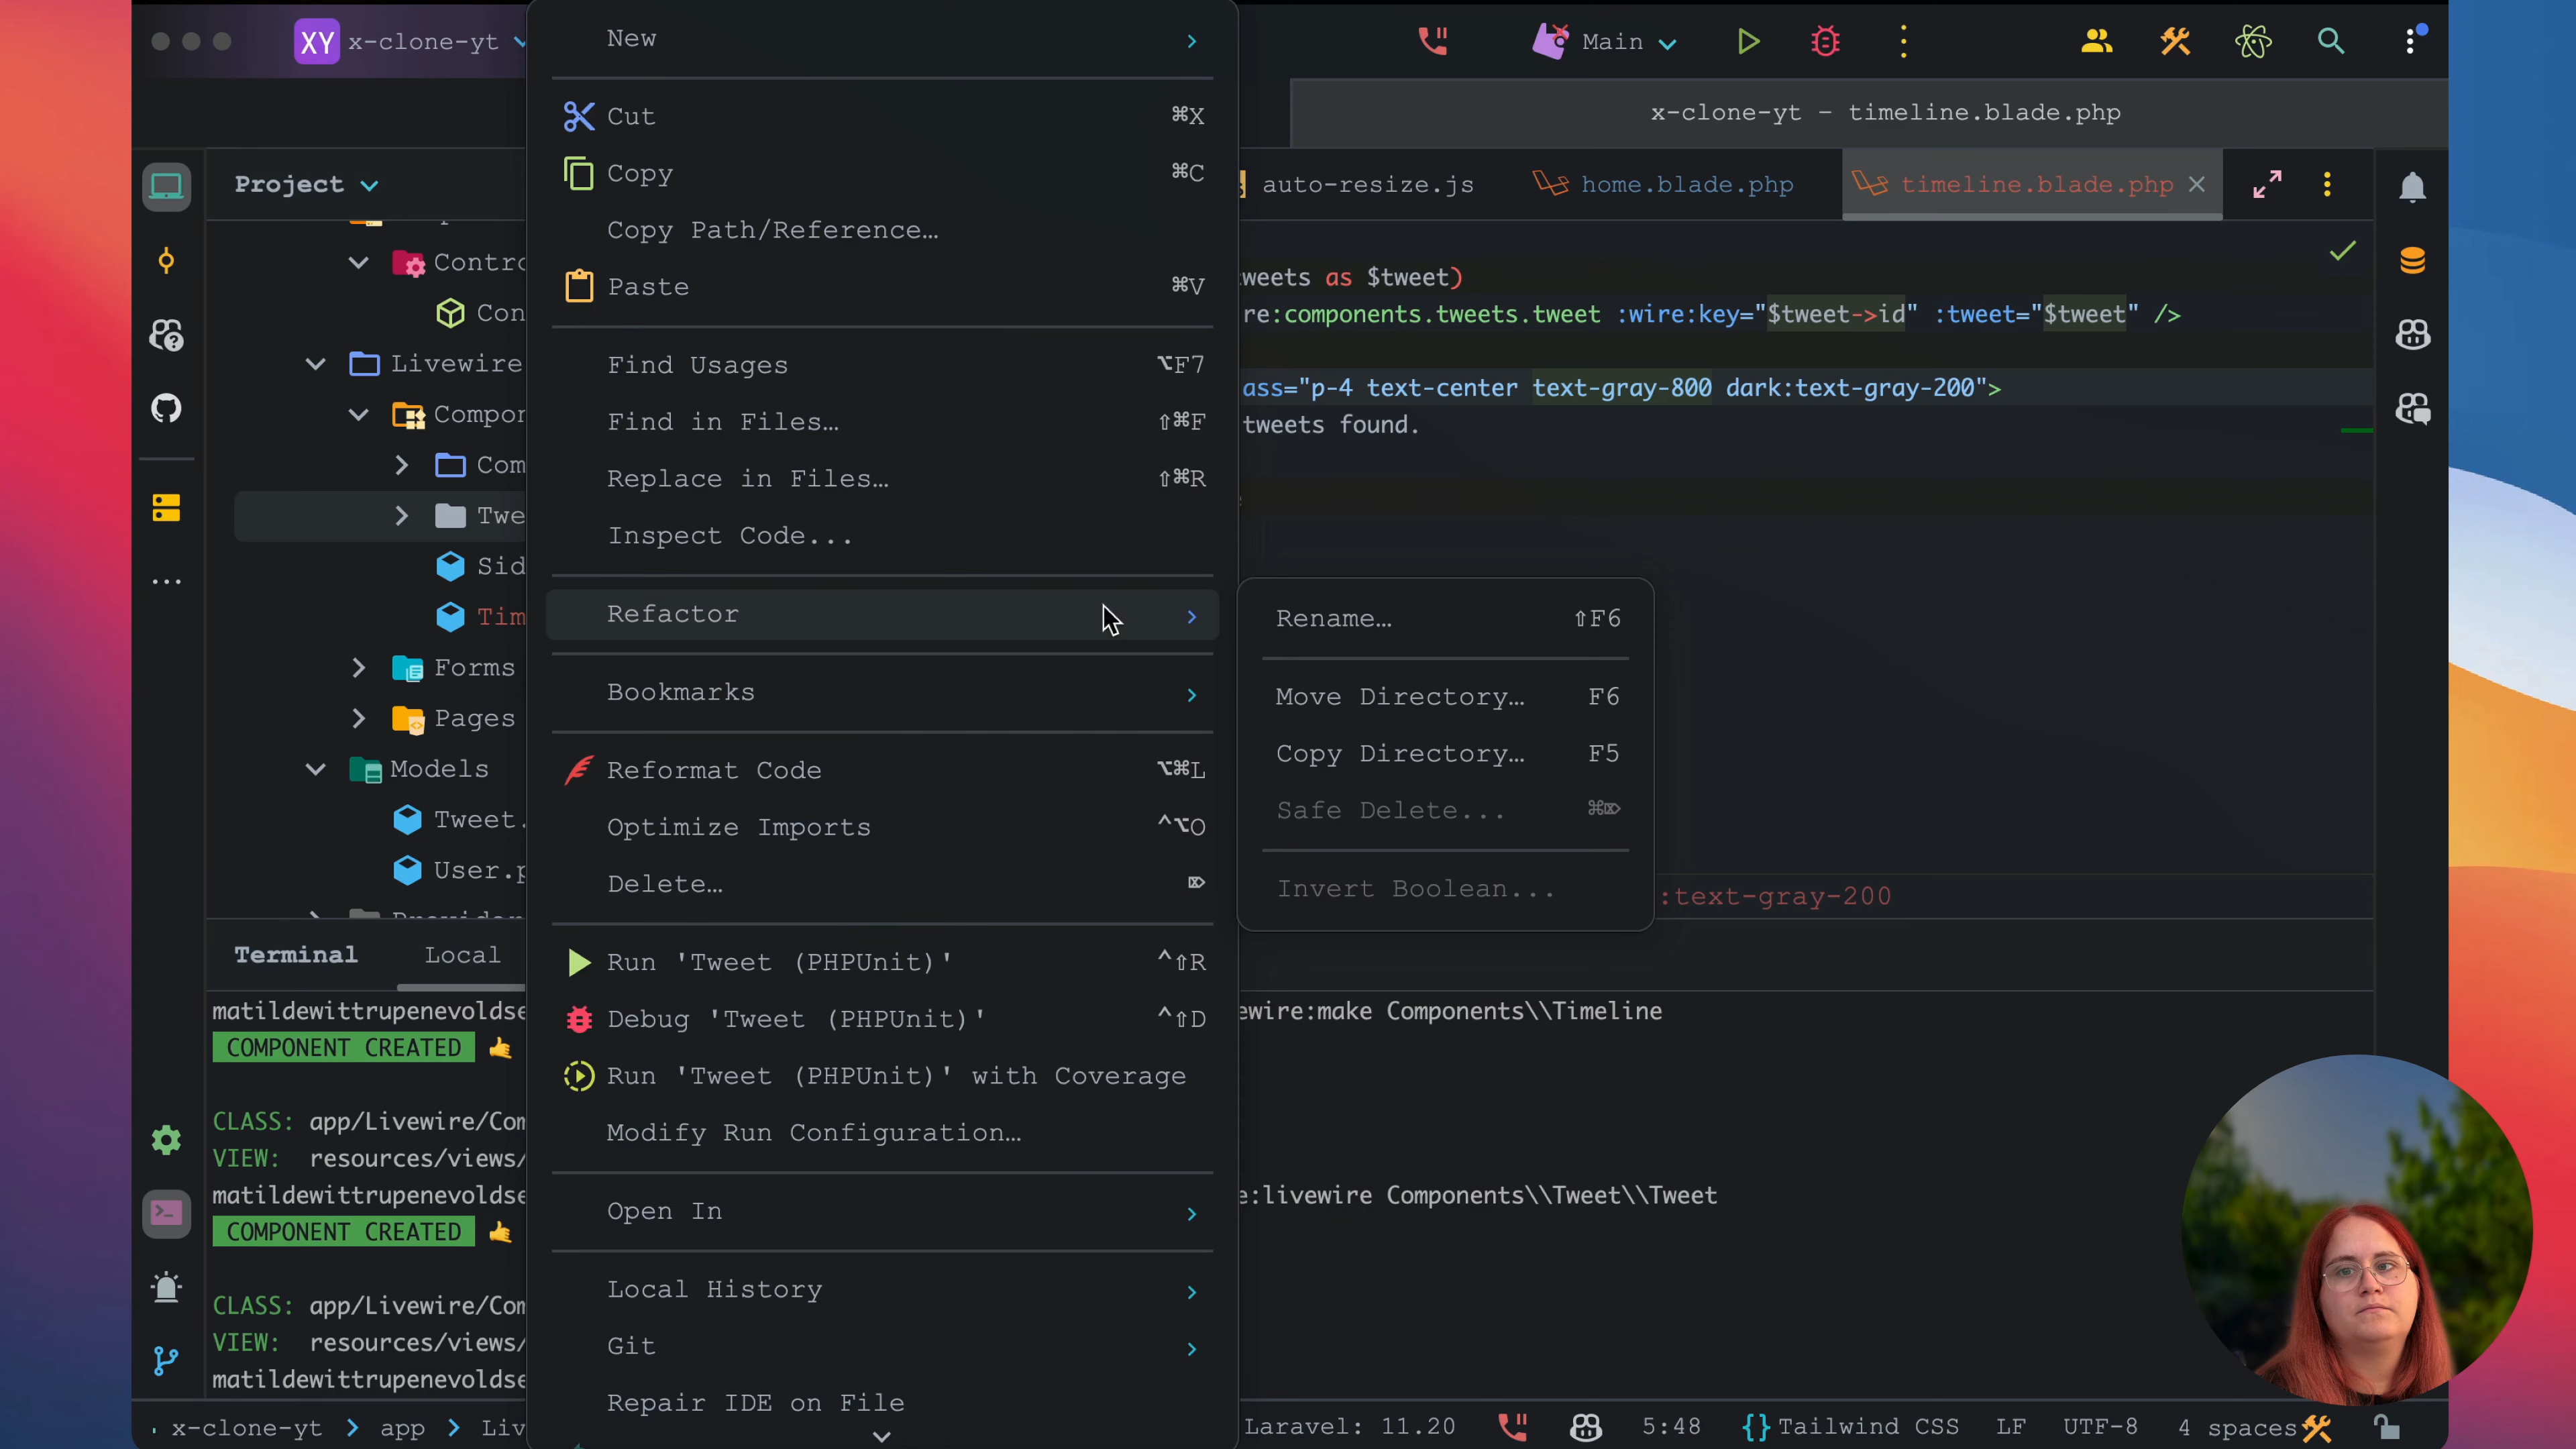 XY x-clone-yt
Main
x-clone-yt – timeline.blade.php
Project
auto-resize.js
home.blade.php
timeline.blade.php
Contro
Con
Livewire
Compon
Com
Twe
Sid
Tim
Forms
Pages
Models
Tweet.
User.p
New
Cut ⌘X
Copy ⌘C
Copy Path/Reference…
Paste ⌘V
Find Usages ⌥F7
Find in Files… ⇧⌘F
Replace in Files… ⇧⌘R
Inspect Code...
Refactor
Bookmarks
Reformat Code ⌥⌘L
Optimize Imports ^⌥O
Delete… ⌦
Run 'Tweet (PHPUnit)' ^⇧R
Debug 'Tweet (PHPUnit)' ^⇧D
Run 'Tweet (PHPUnit)' with Coverage
Modify Run Configuration…
Open In
Local History
Git
Repair IDE on File
Rename… ⇧F6
Move Directory… F6
Copy Directory… F5
Safe Delete... ⌘⌦
Invert Boolean...
tweets as $tweet)
re:components.tweets.tweet :wire:key="$tweet->id" :tweet="$tweet" />
ass="p-4 text-center text-gray-800 dark:text-gray-200">
tweets found.
:text-gray-200
Terminal Local
matildewittrupenevoldse
ewire:make Components\\Timeline
COMPONENT CREATED 🤙
CLASS: app/Livewire/Com
VIEW: resources/views/
matildewittrupenevoldse
e:livewire Components\\Tweet\\Tweet
COMPONENT CREATED 🤙
CLASS: app/Livewire/Com
VIEW: resources/views/
matildewittrupenevoldse
x-clone-yt > app > Liv
Laravel: 11.20 5:48 {} Tailwind CSS LF UTF-8 4 spaces